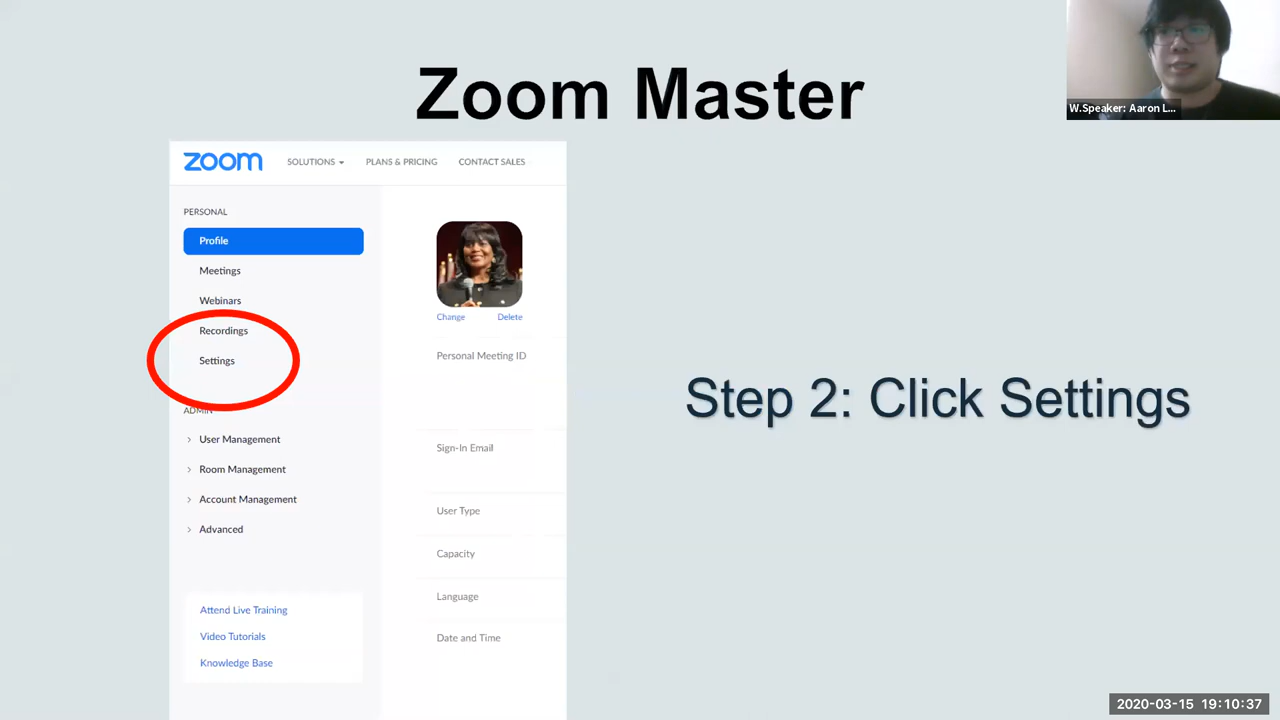 Zoom Master
W.Speaker: Aaron L...
zoom
SOLUTIONS
PLANS & PRICING
CONTACT SALES
PERSONAL
Profile
Meetings
Webinars
Recordings
Settings
ADMIN
User Management
Room Management
Account Management
Advanced
Attend Live Training
Video Tutorials
Knowledge Base
Change
Delete
Personal Meeting ID
Sign-In Email
User Type
Capacity
Language
Date and Time
Step 2: Click Settings
2020-03-15 19:10:37